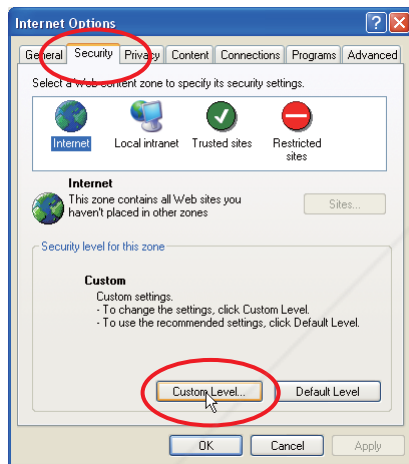 Internet Options
General Security Privacy Content Connections Programs Advanced
Select a Web content zone to specify its security settings.
Internet Local intranet Trusted sites Restricted sites
Internet
This zone contains all Web sites you
haven't placed in other zones
Sites...
Security level for this zone
Custom
Custom settings.
- To change the settings, click Custom Level.
- To use the recommended settings, click Default Level.
Custom Level... Default Level
OK Cancel Apply